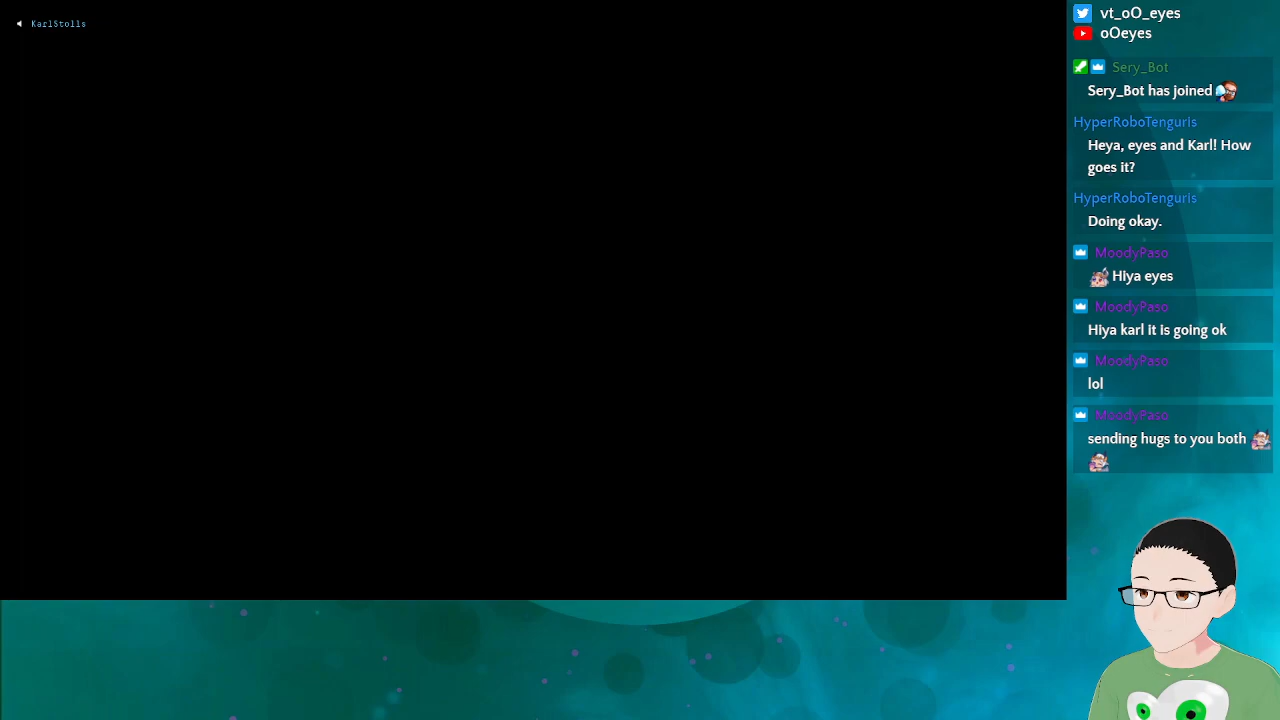 KarlStolls
vt_oO_eyes
oOeyes
Sery_Bot
Sery_Bot has joined
HyperRoboTenguris
Heya, eyes and Karl! How
goes it?
HyperRoboTenguris
Doing okay.
MoodyPaso
Hiya eyes
MoodyPaso
Hiya karl it is going ok
MoodyPaso
lol
MoodyPaso
sending hugs to you both